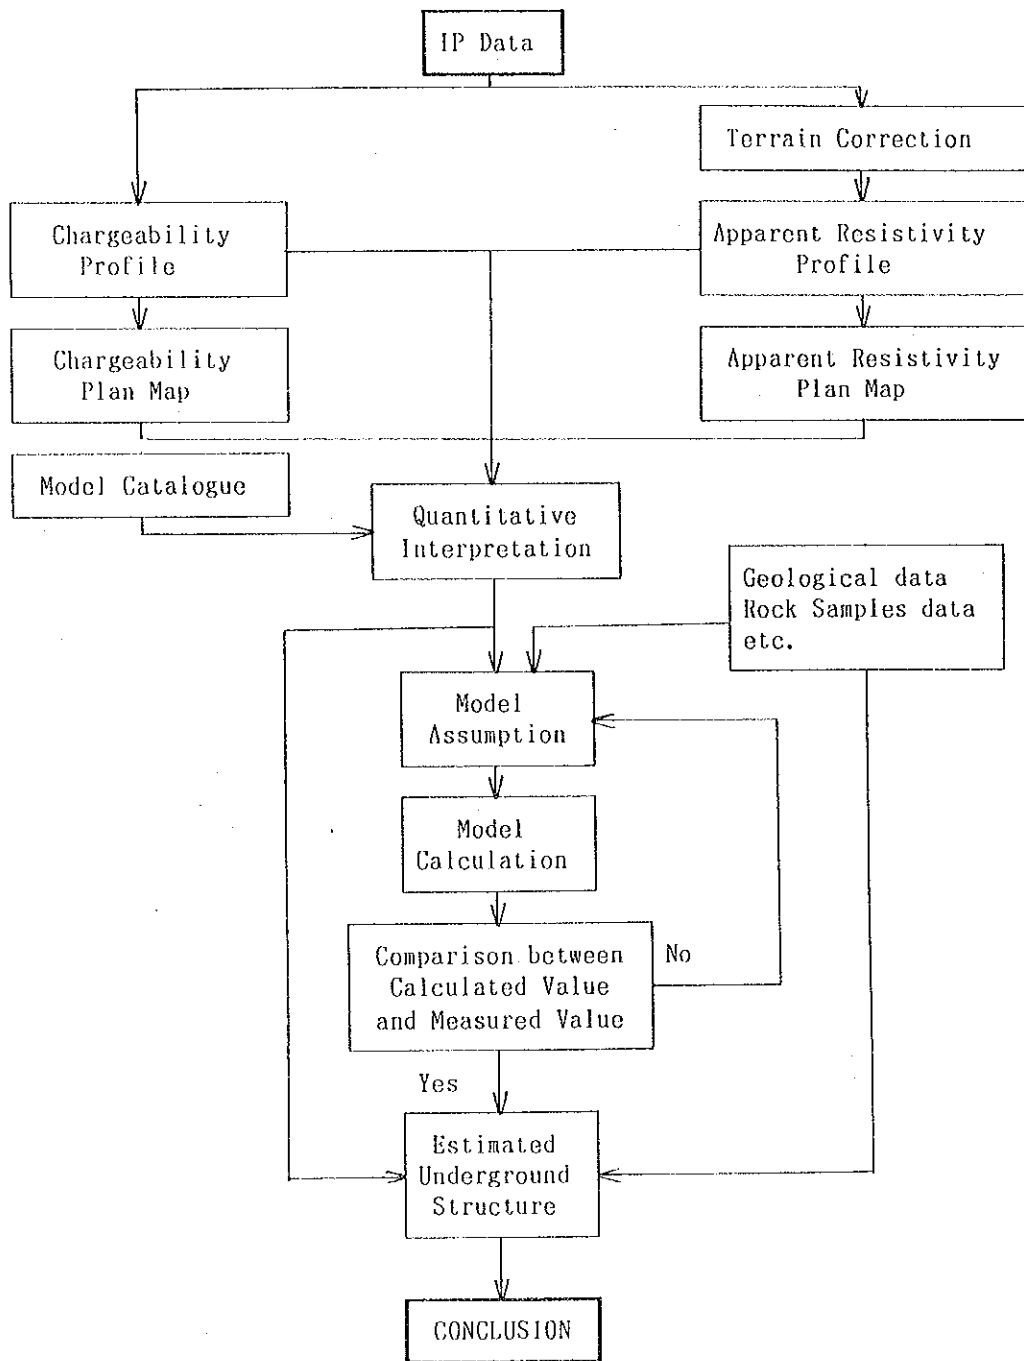 IP Data
Terrain Correction
Chargeability
Profile
Apparent Resistivity
Profile
Chargeability
Plan Map
Apparent Resistivity
Plan Map
Model Catalogue
Quantitative
Interpretation
Geological data
Rock Samples data
etc.
Model
Assumption
Model
Calculation
Comparison between
Calculated Value
and Measured Value
No
Yes
Estimated
Underground
Structure
CONCLUSION